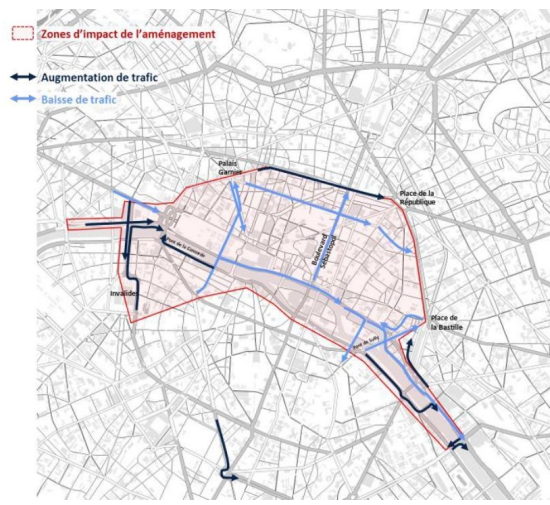 Zones d'impact de l'aménagement
Augmentation de trafic
Baisse de trafic
Palais
Garnier
Place de la
République
Pont de la Concorde
Boulevard
Sébastopol
Invalides
Place de
la Bastille
Pont de Sully